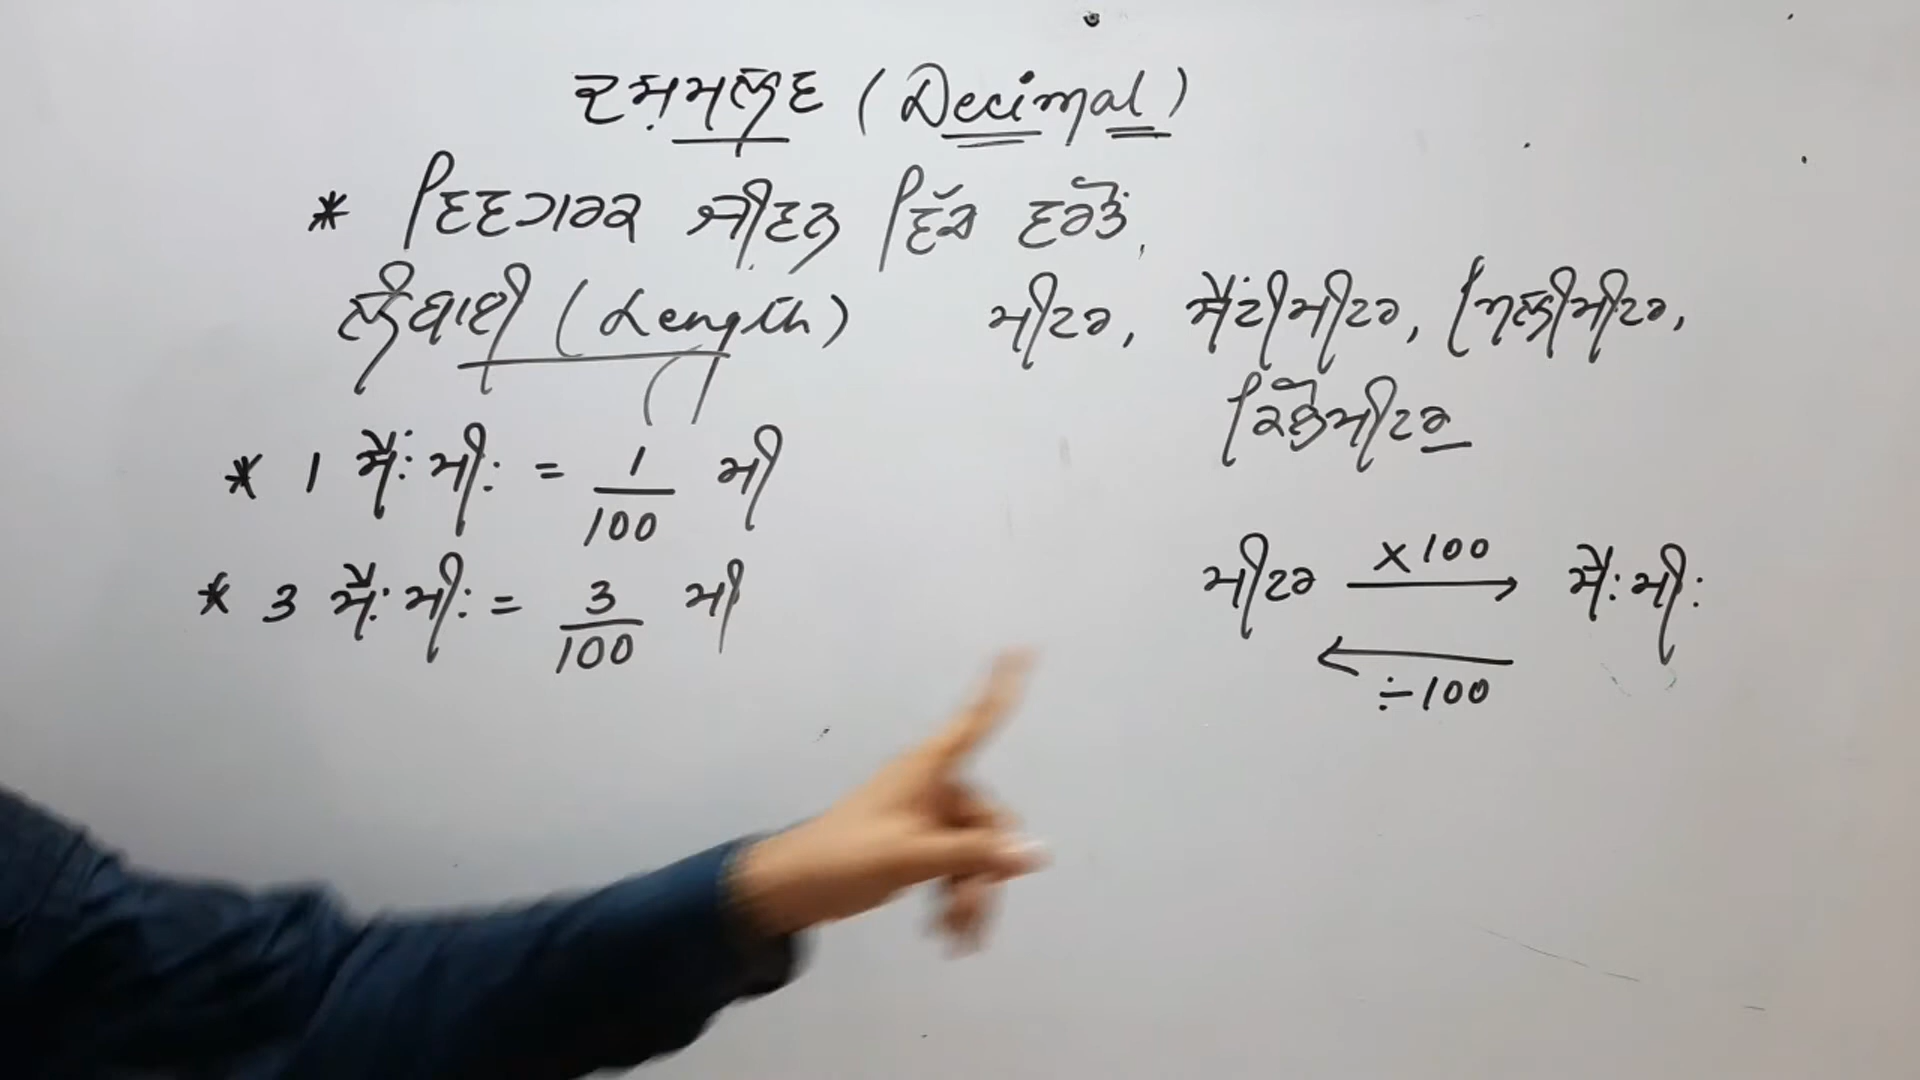 ਦਸ਼ਮਲਵ (Decimal)
* ਵਿਵਹਾਰਕ ਜੀਵਨ ਵਿੱਚ ਵਰਤੋਂ
ਲੰਬਾਈ (Length) ਮੀਟਰ, ਸੈਂਟੀਮੀਟਰ, ਮਿਲੀਮੀਟਰ,
ਕਿਲੋਮੀਟਰ
* 1 ਸੈਂ: ਮੀ: = 1/100 ਮੀ
* 3 ਸੈਂ: ਮੀ: = 3/100 ਮੀ
ਮੀਟਰ ×100 → ਸੈਂ: ਮੀ:
← ÷100